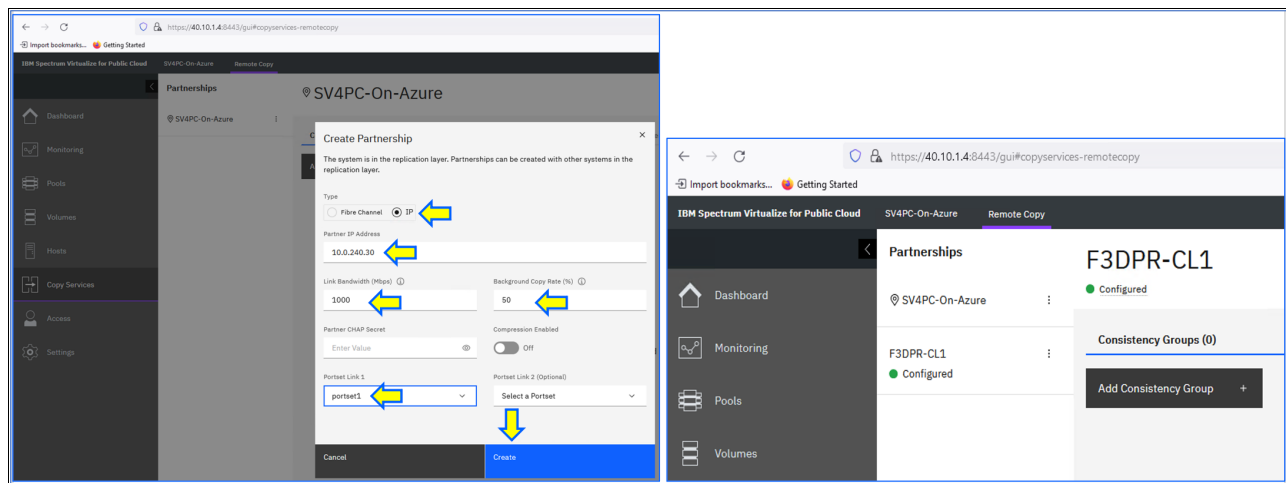 https://40.10.1.4:8443/gui#copyservices-remotecopy
Import bookmarks... Getting Started
IBM Spectrum Virtualize for Public Cloud SV4PC-On-Azure Remote Copy
Partnerships
SV4PC-On-Azure
SV4PC-On-Azure
Dashboard
Monitoring
Pools
Volumes
Hosts
Copy Services
Access
Settings
Create Partnership
The system is in the replication layer. Partnerships can be created with other systems in the
replication layer.
Type
Fibre Channel IP
Partner IP Address
10.0.240.30
Link Bandwidth (Mbps) Background Copy Rate (%)
1000 50
Partner CHAP Secret Compression Enabled
Enter Value Off
Portset Link 1 Portset Link 2 (Optional)
portset1 Select a Portset
Cancel Create
https://40.10.1.4:8443/gui#copyservices-remotecopy
Import bookmarks... Getting Started
IBM Spectrum Virtualize for Public Cloud SV4PC-On-Azure Remote Copy
Dashboard
Monitoring
Pools
Volumes
Partnerships
SV4PC-On-Azure
F3DPR-CL1
Configured
F3DPR-CL1
Configured
Consistency Groups (0)
Add Consistency Group +